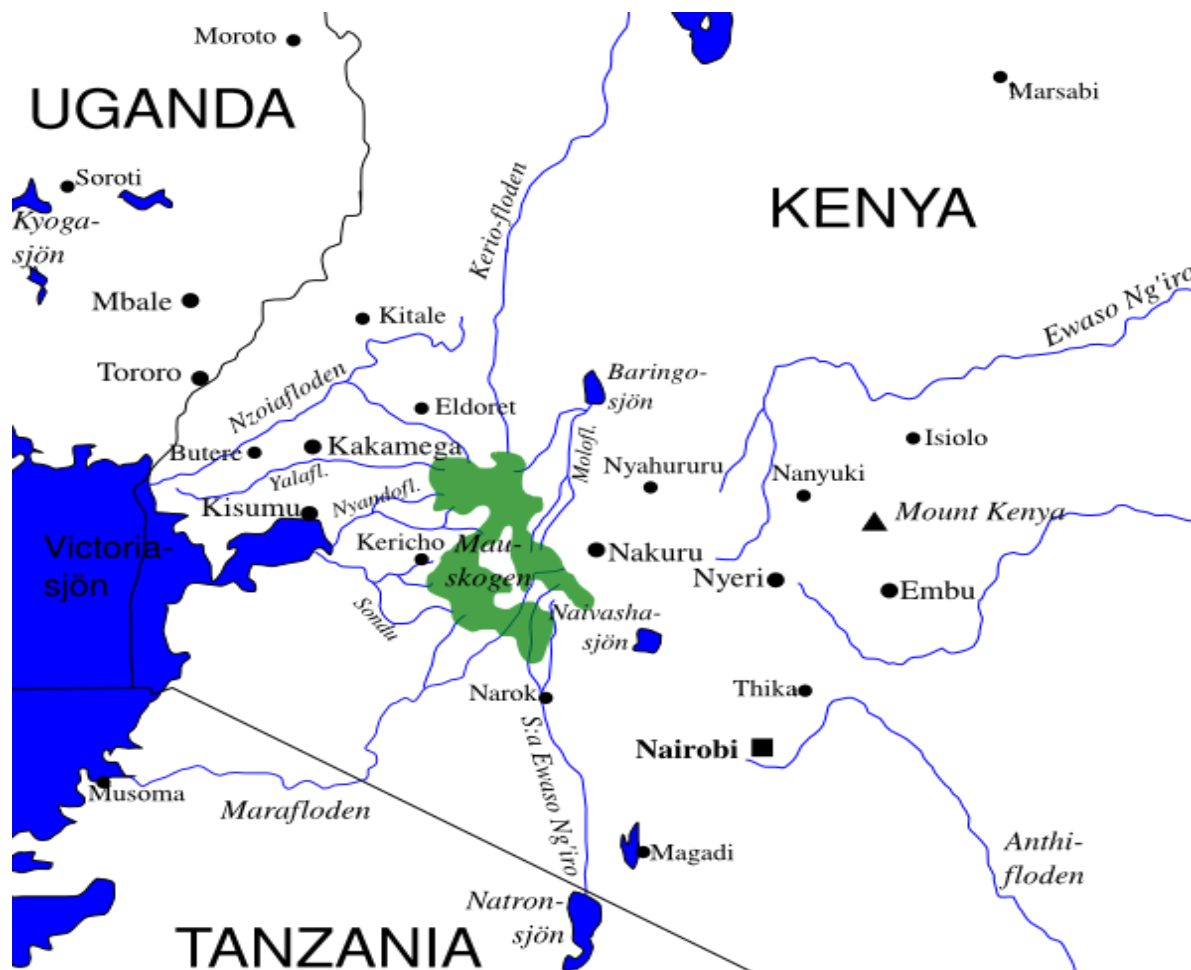 Moroto
UGANDA
Marsabi
Soroti
KENYA
Kyoga-
sjön
Kerio-floden
Mbale
Kitale
Ewaso Ng'iro
Tororo
Nzoiafloden
Baringo-
sjön
Eldoret
Butere
Kakamega
Molofl.
Isiolo
Yalafl.
Nyahururu
Nanyuki
Kisumu
Nyandofl.
Mount Kenya
Victoria-
sjön
Kericho
Mau-
skogen
Nakuru
Nyeri
Embu
Sondu
Naivasha-
sjön
Narok
Thika
S:a Ewaso Ng'iro
Nairobi
Musoma
Marafloden
Magadi
Anthi-
floden
Natron-
sjön
TANZANIA